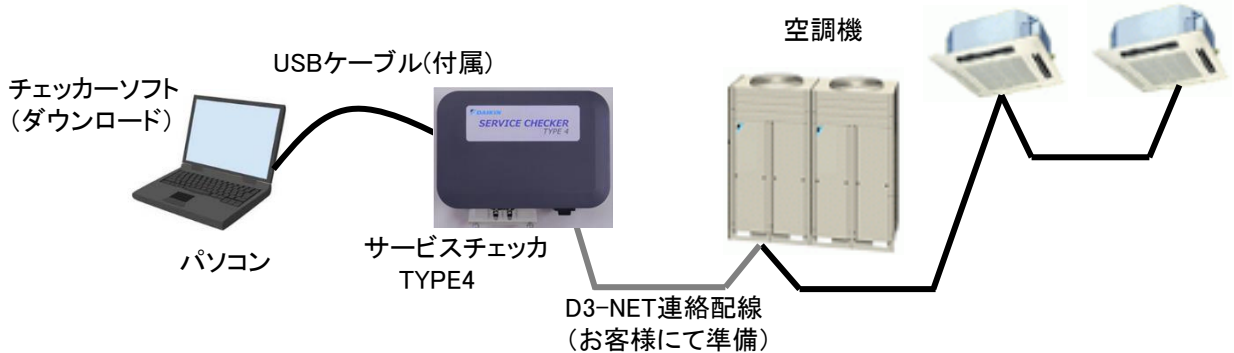 空調機
USBケーブル(付属)
チェッカーソフト
（ダウンロード）
DAIKIN
SERVICE CHECKER
TYPE 4
パソコン
サービスチェッカ
TYPE4
D3-NET連絡配線
（お客様にて準備）